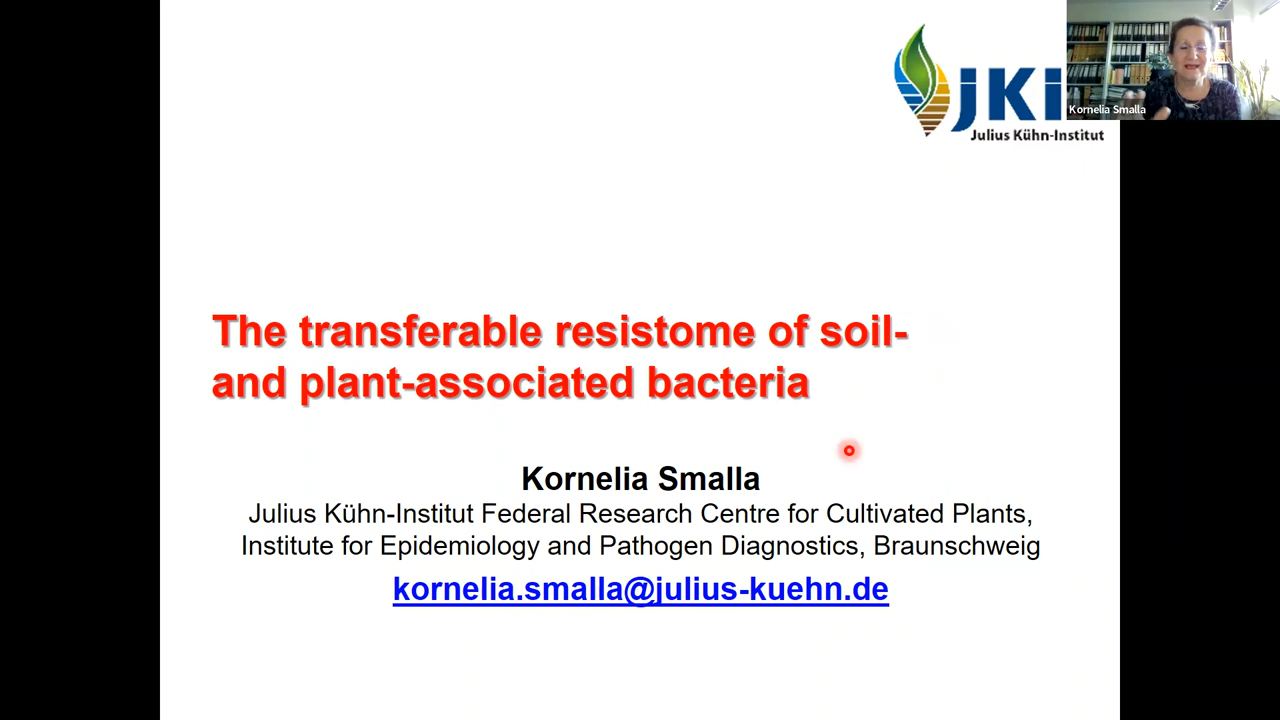 JKI
Julius Kühn-Institut
Kornelia Smalla
The transferable resistome of soil-
and plant-associated bacteria
Kornelia Smalla
Julius Kühn-Institut Federal Research Centre for Cultivated Plants,
Institute for Epidemiology and Pathogen Diagnostics, Braunschweig
kornelia.smalla@julius-kuehn.de